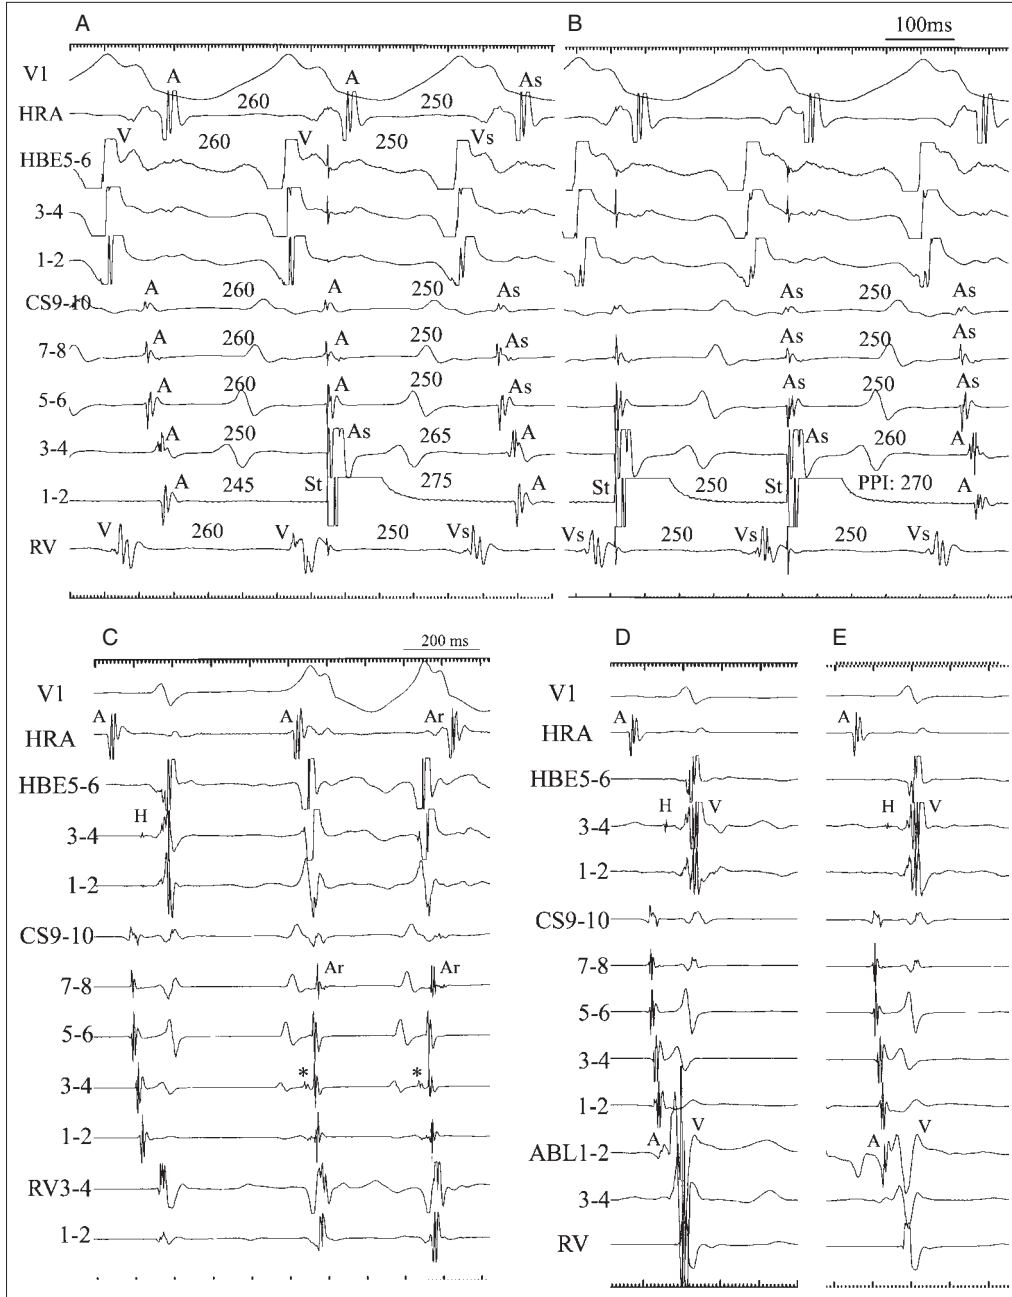 A B
100ms
V1
A A As
HRA 260 250
V V Vs
HBE5-6 260 250
3-4
1-2
A A As As As
CS9-10 260 250 250
A A As As As
7-8 260 250 250
A A As As As
5-6 260 250 250
A As A As A
3-4 250 265 260
A St A St St A
1-2 245 275 250 PPI: 270
V V Vs Vs Vs
RV 260 250 250 250
C D E
200 ms
V1
A A Ar
HRA
HBE5-6
H
3-4
1-2
CS9-10
Ar Ar
7-8
5-6
* *
3-4
1-2
RV3-4
1-2
V1
A A
HRA
HBE5-6
H V H V
3-4
1-2
CS9-10
7-8
5-6
3-4
1-2
A V A V
ABL1-2
3-4
RV